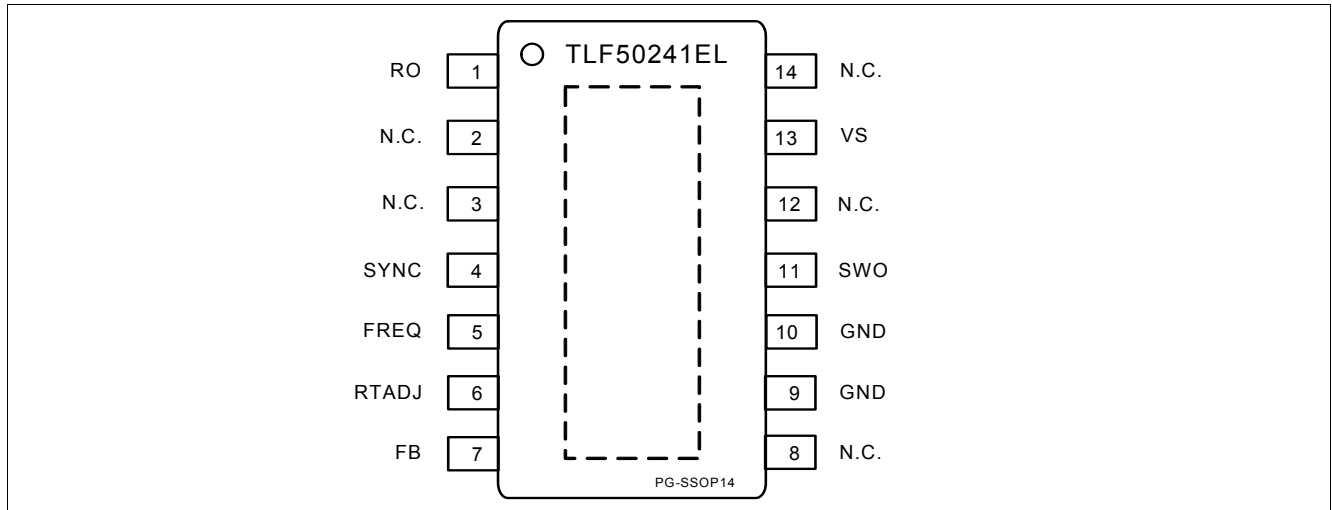 TLF50241EL
RO 1 14 N.C.
N.C. 2 13 VS
N.C. 3 12 N.C.
SYNC 4 11 SWO
FREQ 5 10 GND
RTADJ 6 9 GND
FB 7 8 N.C.
PG-SSOP14